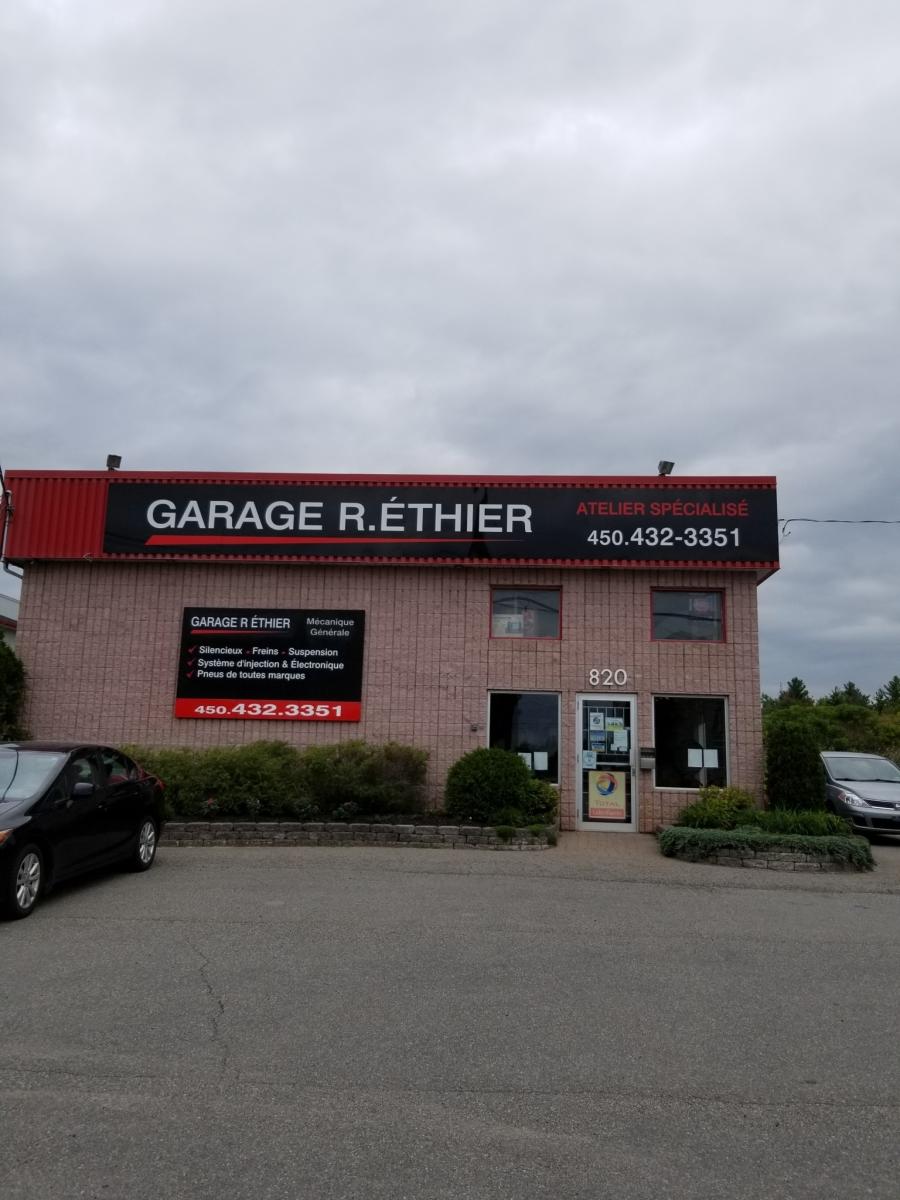 GARAGE R.ÉTHIER
ATELIER SPÉCIALISÉ
450.432-3351
GARAGE R ÉTHIER
Mécanique
Générale
Silencieux - Freins - Suspension
Système d'injection & Électronique
Pneus de toutes marques
450.432.3351
820
TOTAL